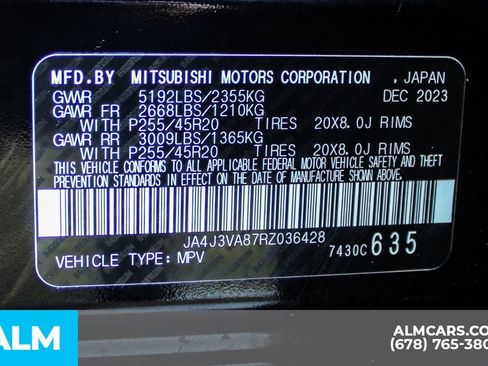 MFD.BY MITSUBISHI MOTORS CORPORATION , JAPAN
GVWR 5192LBS/2355KG DEC 2023
GAWR FR 2668LBS/1210KG
WITH P255/45R20 TIRES 20X8.0J RIMS
GAWR RR 3009LBS/1365KG
WITH P255/45R20 TIRES 20X8.0J RIMS
THIS VEHICLE CONFORMS TO ALL APPLICABLE FEDERAL MOTOR VEHICLE SAFETY AND THEFT
PREVENTION STANDARDS IN EFFECT ON THE DATE OF MANUFACTURE SHOWN ABOVE.
JA4J3VA87RZ036428
VEHICLE TYPE: MPV 7430C 635
ALM
ALMCARS.COM
(678) 765-380